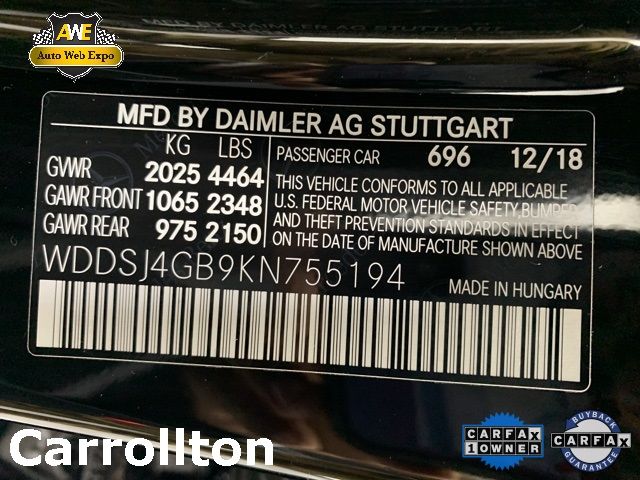 AWE
Auto Web Expo
MFD BY DAIMLER AG STUTTGART
KG LBS
GVWR 2025 4464
GAWR FRONT 1065 2348
GAWR REAR 975 2150
PASSENGER CAR 696 12/18
THIS VEHICLE CONFORMS TO ALL APPLICABLE
U.S. FEDERAL MOTOR VEHICLE SAFETY, BUMPER
AND THEFT PREVENTION STANDARDS IN EFFECT
ON THE DATE OF MANUFACTURE SHOWN ABOVE
WDDSJ4GB9KN755194
MADE IN HUNGARY
Carrollton
CARFAX
1 OWNER
BUYBACK
CARFAX
GUARANTEE